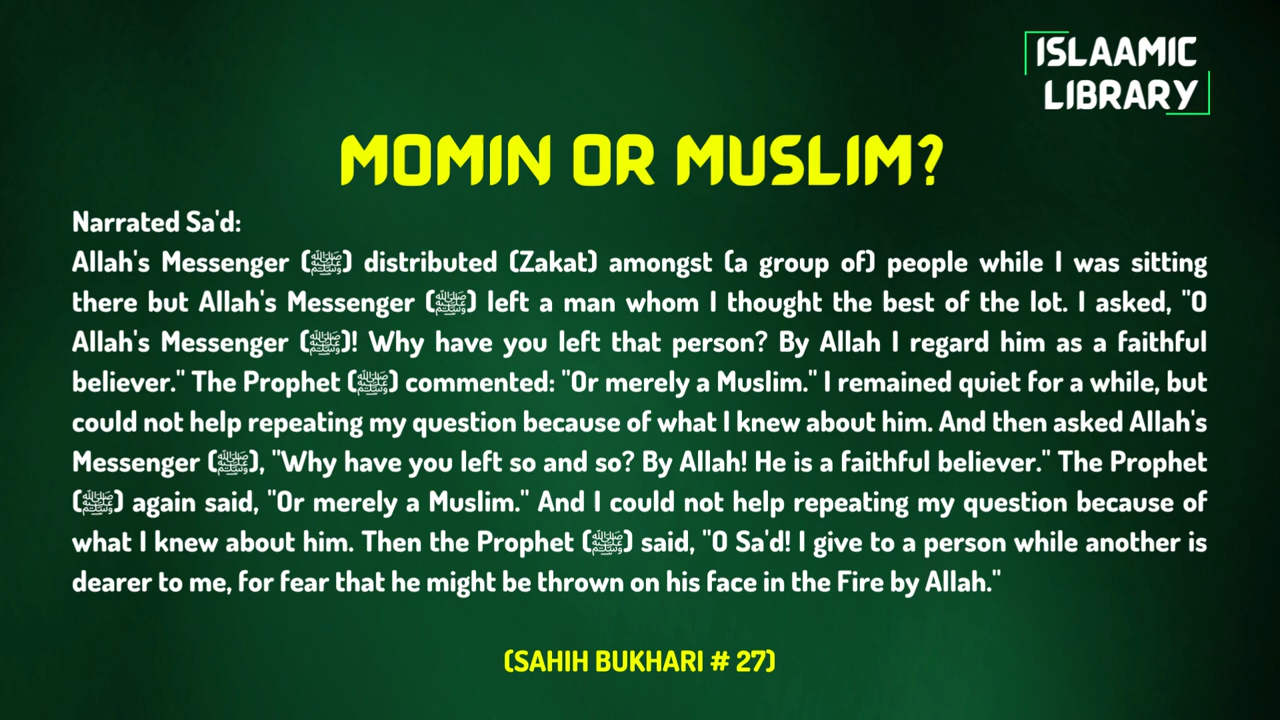 ISLAAMIC
LIBRARY
MOMIN OR MUSLIM?
Narrated Sa'd:
Allah's Messenger (ﷺ) distributed (Zakat) amongst (a group of) people while I was sitting
there but Allah's Messenger (ﷺ) left a man whom I thought the best of the lot. I asked, "O
Allah's Messenger (ﷺ)! Why have you left that person? By Allah I regard him as a faithful
believer." The Prophet (ﷺ) commented: "Or merely a Muslim." I remained quiet for a while, but
could not help repeating my question because of what I knew about him. And then asked Allah's
Messenger (ﷺ), "Why have you left so and so? By Allah! He is a faithful believer." The Prophet
(ﷺ) again said, "Or merely a Muslim." And I could not help repeating my question because of
what I knew about him. Then the Prophet (ﷺ) said, "O Sa'd! I give to a person while another is
dearer to me, for fear that he might be thrown on his face in the Fire by Allah."
(SAHIH BUKHARI # 27)